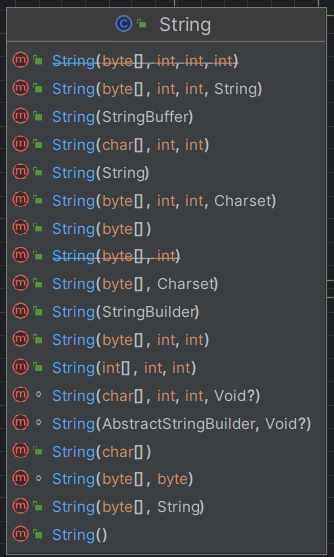 String
String(byte[], int, int, int)
String(byte[], int, int, String)
String(StringBuffer)
String(char[], int, int)
String(String)
String(byte[], int, int, Charset)
String(byte[])
String(byte[], int)
String(byte[], Charset)
String(StringBuilder)
String(byte[], int, int)
String(int[], int, int)
String(char[], int, int, Void?)
String(AbstractStringBuilder, Void?)
String(char[])
String(byte[], byte)
String(byte[], String)
String()